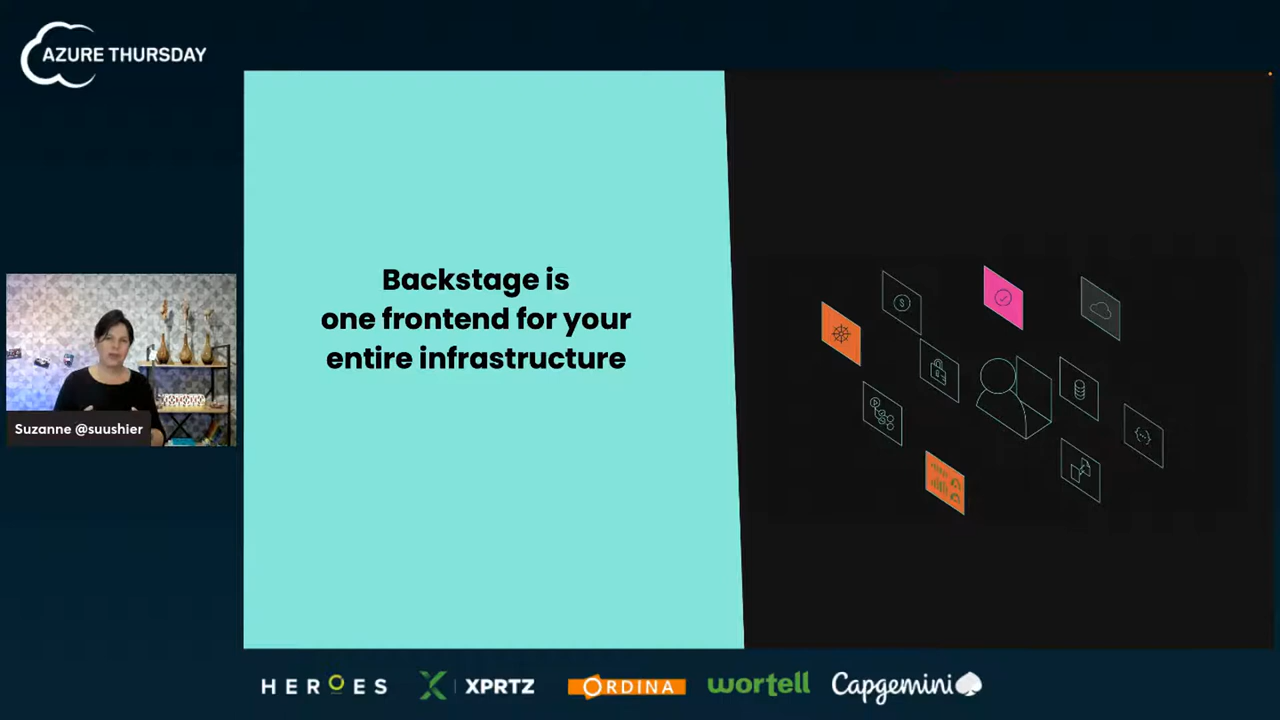 AZURE THURSDAY
Backstage is
one frontend for your
entire infrastructure
Suzanne @suushier
HEROES
XPRTZ
ORDINA
wortell
Capgemini